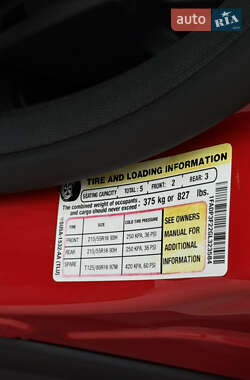 AUTO.RIA
TIRE AND LOADING INFORMATION
SEATING CAPACITY TOTAL : 5 FRONT: 2 REAR: 3
The combined weight of occupants and cargo should never exceed : 375 kg or 827 lbs.
TIRE SIZE COLD TIRE PRESSURE
FRONT 215/55R16 93H 250 KPA, 36 PSI
REAR 215/55R16 93H 250 KPA, 36 PSI
SPARE T125/80R16 97M 420 KPA, 60 PSI
SEE OWNERS
MANUAL FOR
ADDITIONAL
INFORMATION